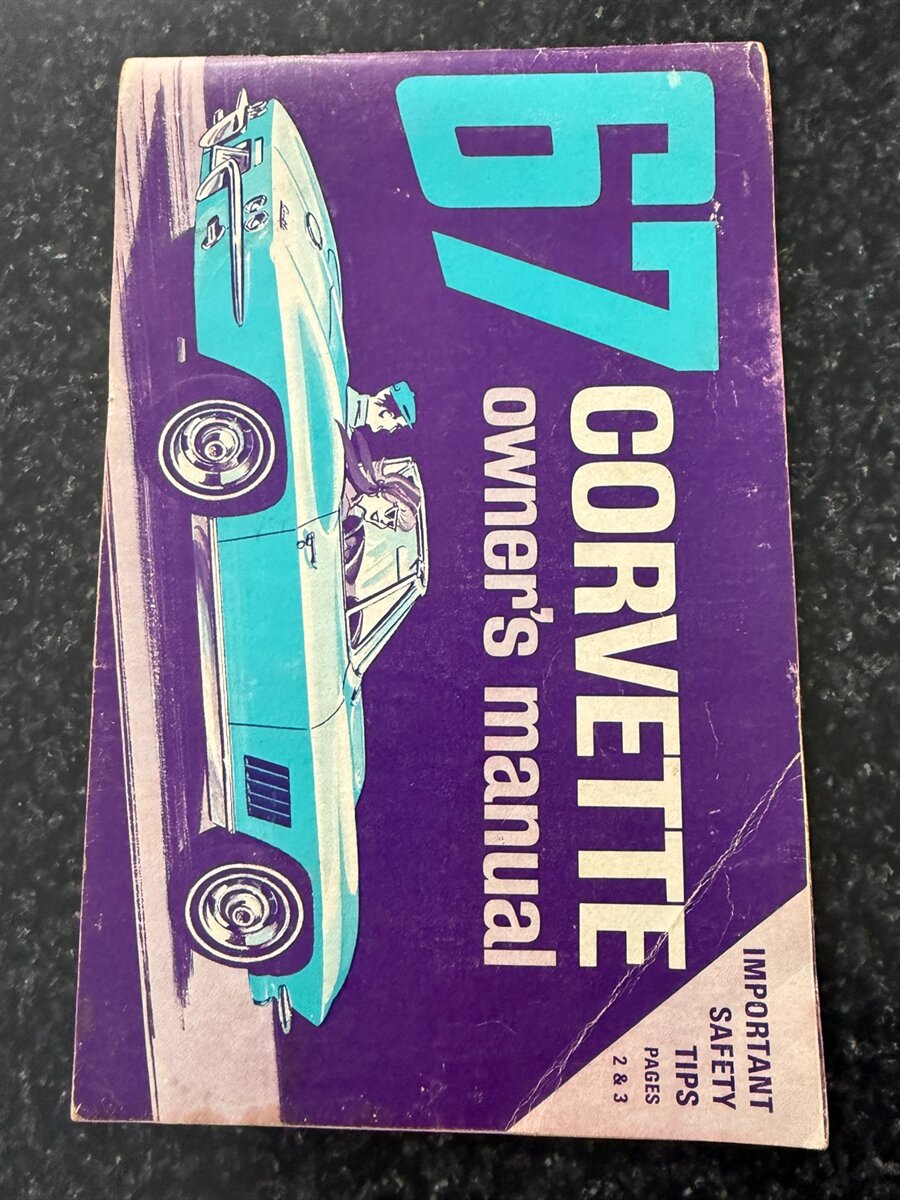 67 CORVETTE
owner's manual
IMPORTANT
SAFETY
TIPS
PAGES
2 & 3